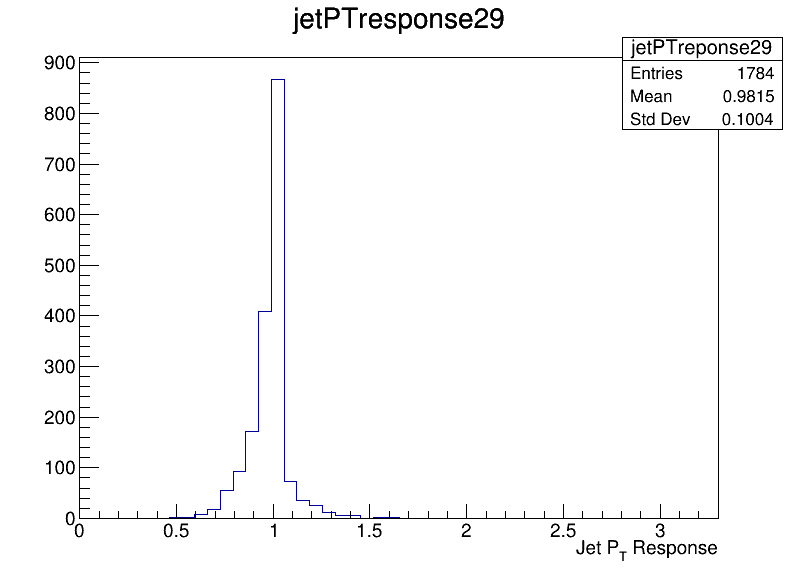 jetPTresponse29
jetPTreponse29
Entries 1784
Mean 0.9815
Std Dev 0.1004
900
800
700
600
500
400
300
200
100
0
0 0.5 1 1.5 2 2.5 3
Jet PT Response